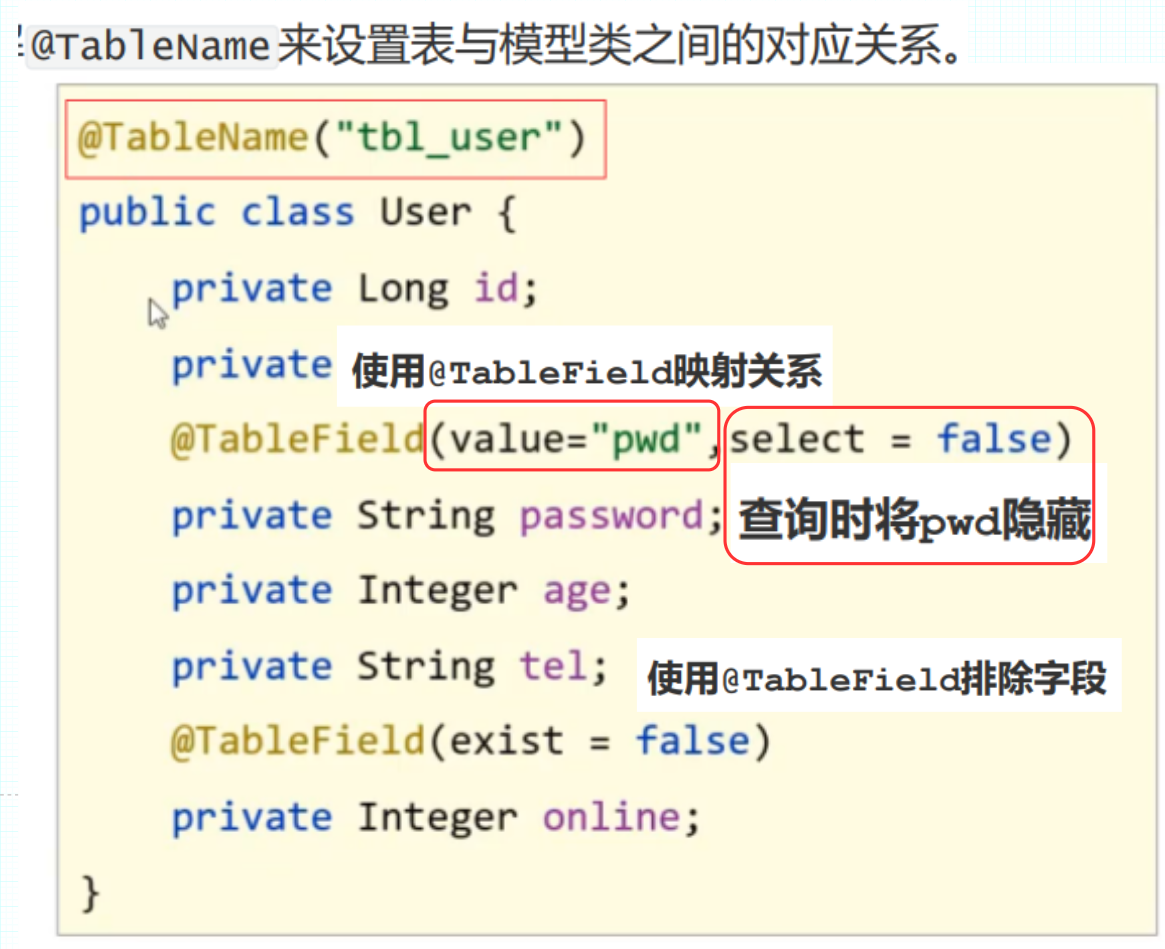 @TableName来设置表与模型类之间的对应关系。
@TableName("tbl_user")
public class User {
private Long id;
private 使用@TableField映射关系
@TableField(value="pwd",select = false)
private String password; 查询时将pwd隐藏
private Integer age;
private String tel; 使用@TableField排除字段
@TableField(exist = false)
private Integer online;
}